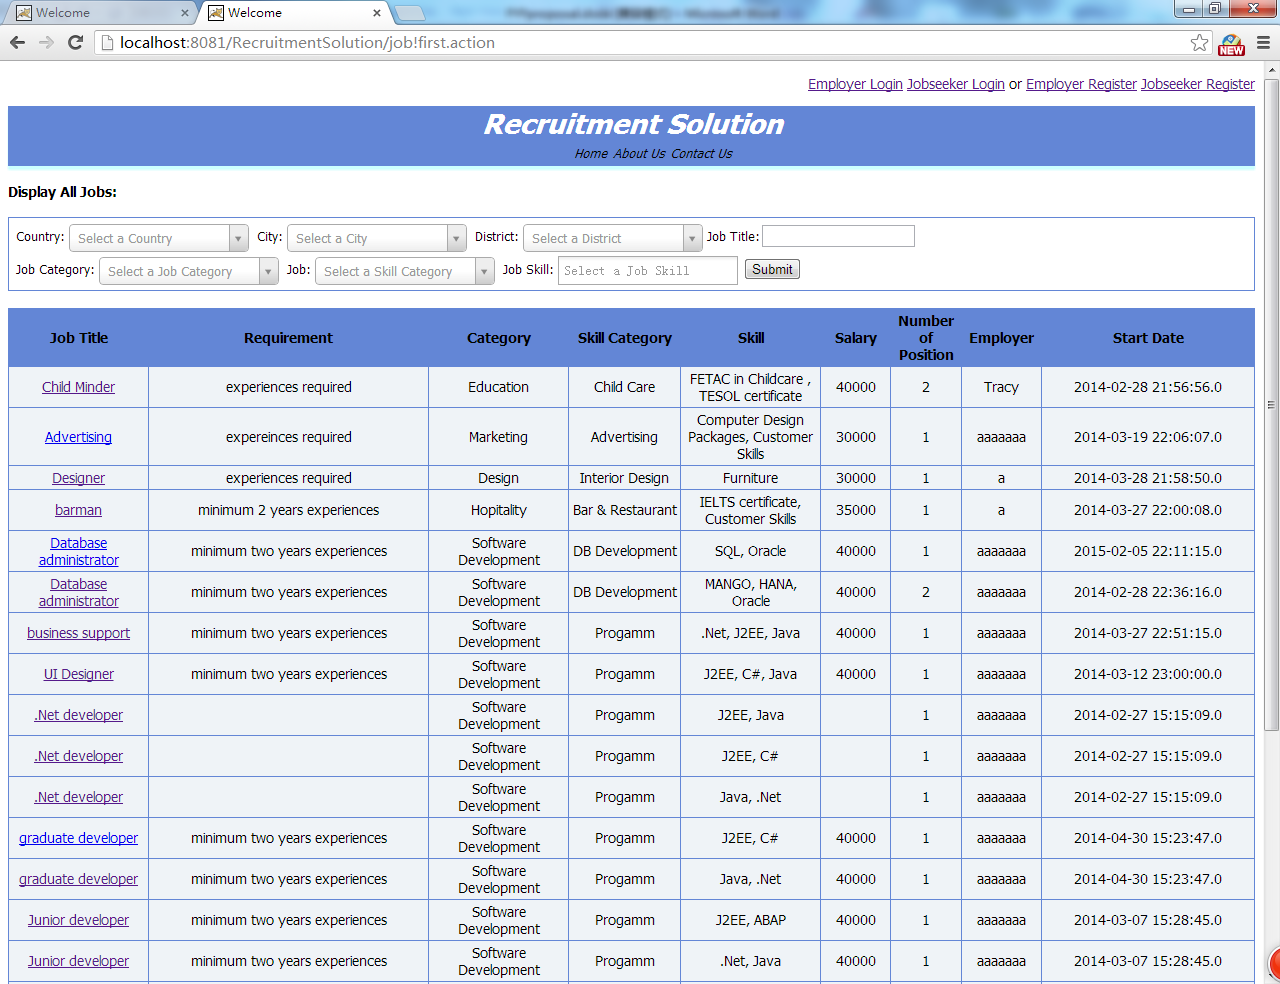 Welcome
Welcome
localhost:8081/RecruitmentSolution/job!first.action
NEW
Employer Login Jobseeker Login or Employer Register Jobseeker Register
Recruitment Solution
Home About Us Contact Us
Display All Jobs:
Country: Select a Country City: Select a City District: Select a District Job Title:
Job Category: Select a Job Category Job: Select a Skill Category Job Skill: Select a Job Skill Submit
Job Title Requirement Category Skill Category Skill Salary Number of Position Employer Start Date
Child Minder experiences required Education Child Care FETAC in Childcare , TESOL certificate 40000 2 Tracy 2014-02-28 21:56:56.0
Advertising expereinces required Marketing Advertising Computer Design Packages, Customer Skills 30000 1 aaaaaaa 2014-03-19 22:06:07.0
Designer experiences required Design Interior Design Furniture 30000 1 a 2014-03-28 21:58:50.0
barman minimum 2 years experiences Hopitality Bar & Restaurant IELTS certificate, Customer Skills 35000 1 a 2014-03-27 22:00:08.0
Database administrator minimum two years experiences Software Development DB Development SQL, Oracle 40000 1 aaaaaaa 2015-02-05 22:11:15.0
Database administrator minimum two years experiences Software Development DB Development MANGO, HANA, Oracle 40000 2 aaaaaaa 2014-02-28 22:36:16.0
business support minimum two years experiences Software Development Progamm .Net, J2EE, Java 40000 1 aaaaaaa 2014-03-27 22:51:15.0
UI Designer minimum two years experiences Software Development Progamm J2EE, C#, Java 40000 1 aaaaaaa 2014-03-12 23:00:00.0
.Net developer Software Development Progamm J2EE, Java 1 aaaaaaa 2014-02-27 15:15:09.0
.Net developer Software Development Progamm J2EE, C# 1 aaaaaaa 2014-02-27 15:15:09.0
.Net developer Software Development Progamm Java, .Net 1 aaaaaaa 2014-02-27 15:15:09.0
graduate developer minimum two years experiences Software Development Progamm J2EE, C# 40000 1 aaaaaaa 2014-04-30 15:23:47.0
graduate developer minimum two years experiences Software Development Progamm Java, .Net 40000 1 aaaaaaa 2014-04-30 15:23:47.0
Junior developer minimum two years experiences Software Development Progamm J2EE, ABAP 40000 1 aaaaaaa 2014-03-07 15:28:45.0
Junior developer minimum two years experiences Software Development Progamm .Net, Java 40000 1 aaaaaaa 2014-03-07 15:28:45.0